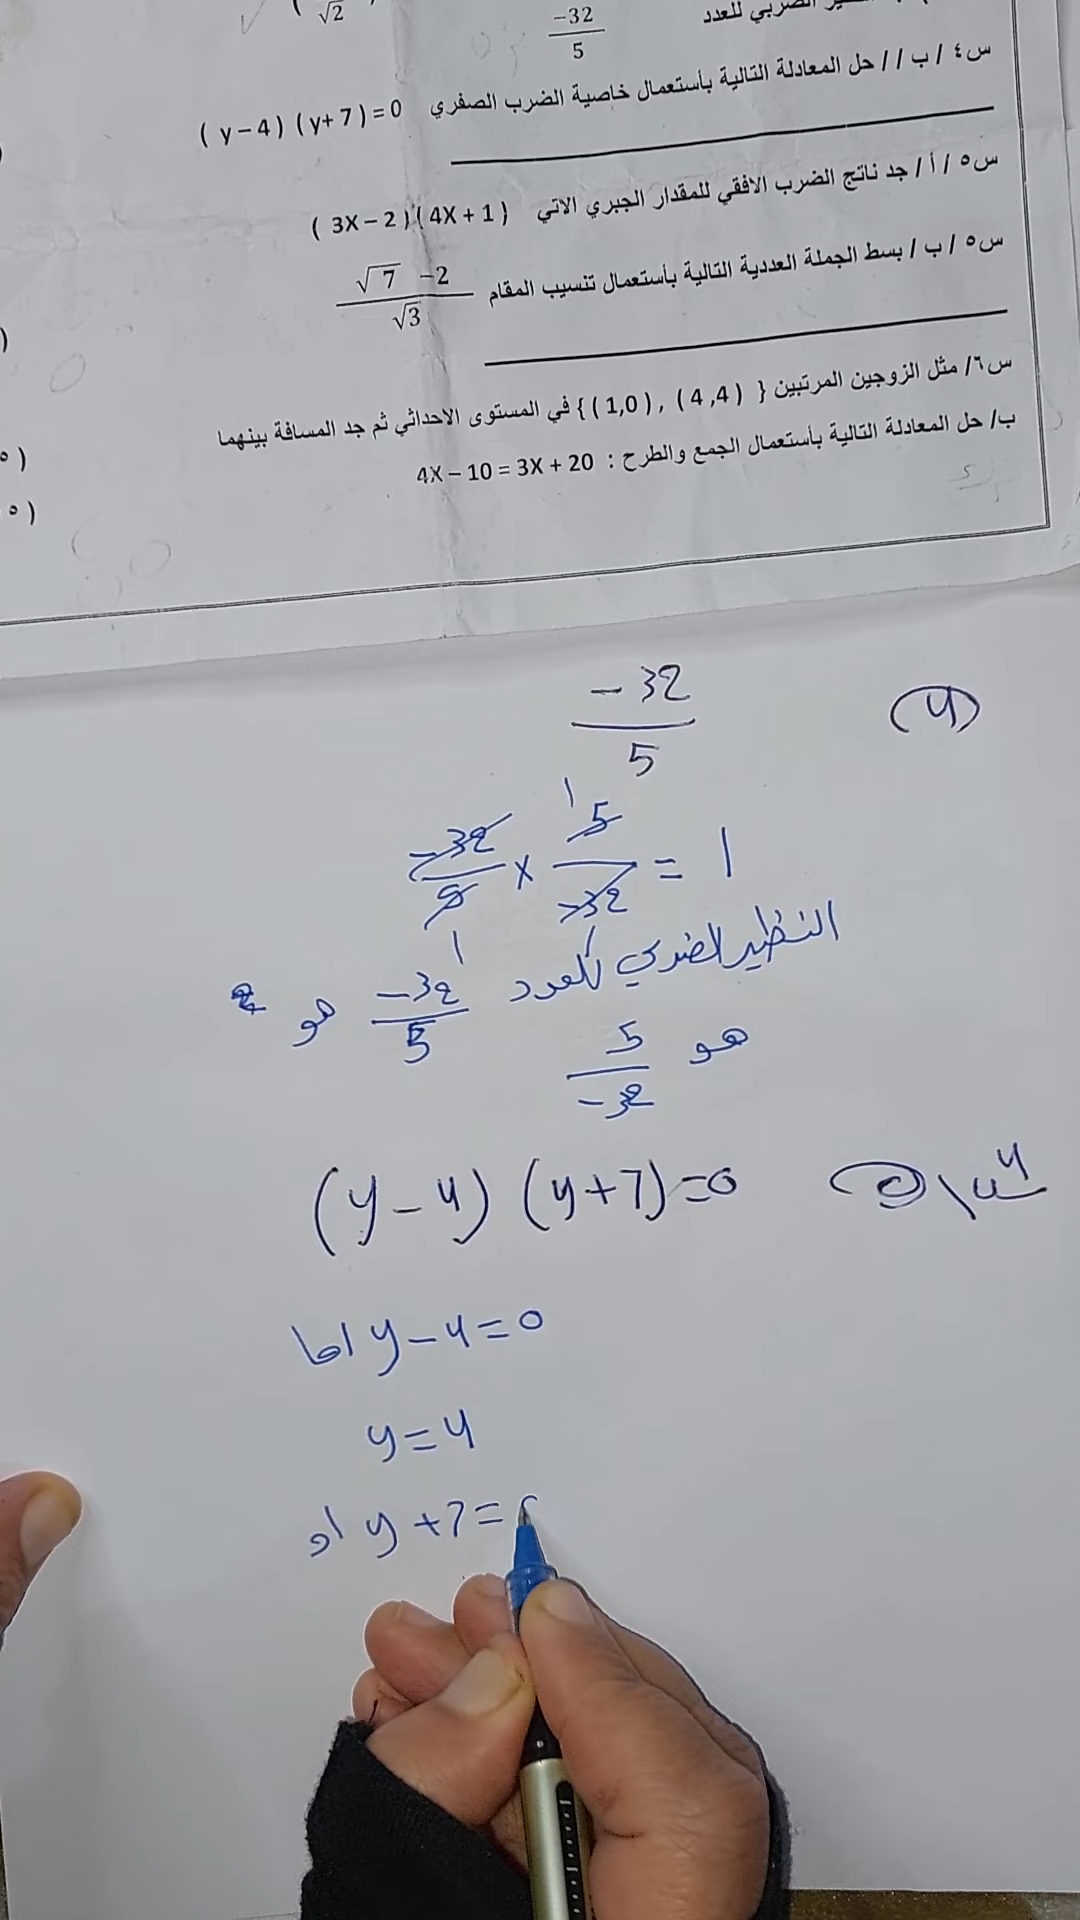 √2
الضربي للعدد -32/5
س٤ / ب / / حل المعادلة التالية بأستعمال خاصية الضرب الصفري ( y – 4 ) ( y+ 7 ) = 0
س٥ / أ / جد ناتج الضرب الافقي للمقدار الجبري الاتي ( 3X – 2 ) ( 4X + 1 )
س٥ / ب / بسط الجملة العددية التالية بأستعمال تنسيب المقام √7 -2 / √3
س٦/ مثل الزوجين المرتبين { ( 1,0 ) , ( 4 ,4 ) } في المستوى الاحداثي ثم جد المسافة بينهما
ب/ حل المعادلة التالية بأستعمال الجمع والطرح : 4X – 10 = 3X + 20
-32/5
-32/5 × 5/-32 = 1
النظير الضربي للعدد -32/5 هو
هو 5/-32
(y-4) (y+7)=0
اما y-4=0
y=4
او y+7=